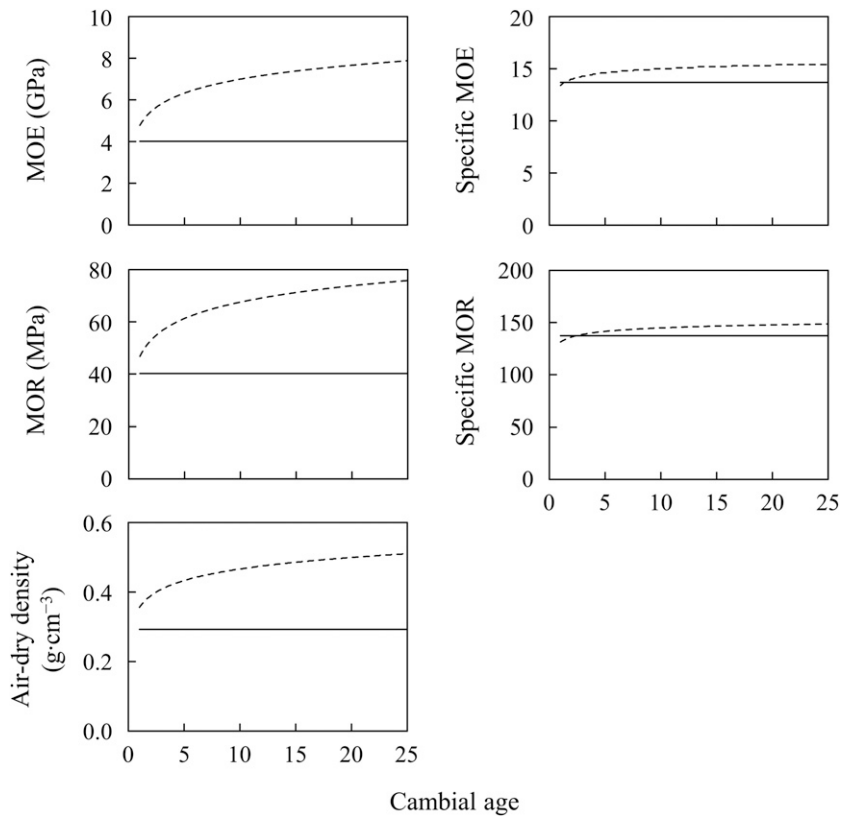 10
8
6
4
2
0
MOE (GPa)
20
15
10
5
0
Specific MOE
80
60
40
20
0
MOR (MPa)
200
150
100
50
0
Specific MOR
0 5 10 15 20 25
0.6
0.4
0.2
0.0
Air-dry density
(g·cm⁻³)
0 5 10 15 20 25
Cambial age